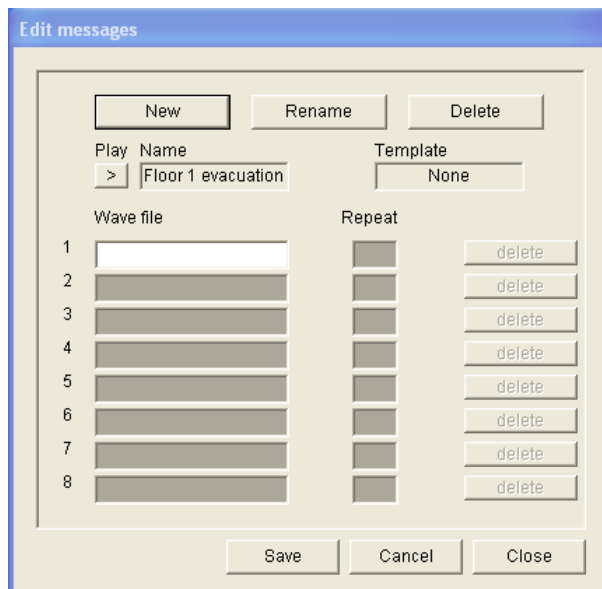 Edit messages
New Rename Delete
Play Name Template
> Floor 1 evacuation None
Wave file Repeat
1 delete
2 delete
3 delete
4 delete
5 delete
6 delete
7 delete
8 delete
Save Cancel Close